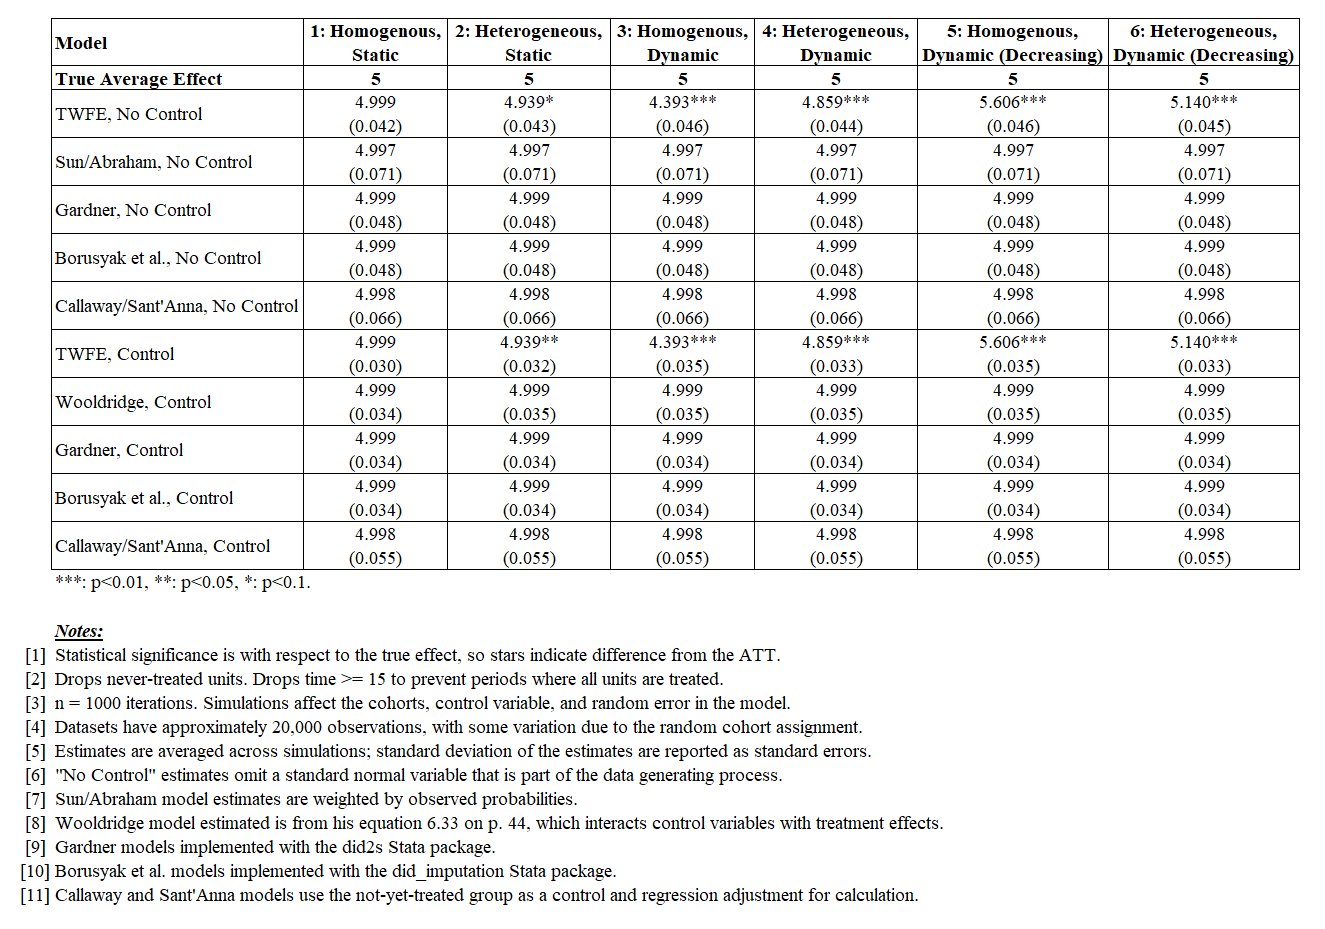 Model 1: Homogenous, Static 2: Heterogeneous, Static 3: Homogenous, Dynamic 4: Heterogeneous, Dynamic 5: Homogenous, Dynamic (Decreasing) 6: Heterogeneous, Dynamic (Decreasing)
True Average Effect 5 5 5 5 5 5
TWFE, No Control 4.999 4.939* 4.393*** 4.859*** 5.606*** 5.140***
(0.042) (0.043) (0.046) (0.044) (0.046) (0.045)
Sun/Abraham, No Control 4.997 4.997 4.997 4.997 4.997 4.997
(0.071) (0.071) (0.071) (0.071) (0.071) (0.071)
Gardner, No Control 4.999 4.999 4.999 4.999 4.999 4.999
(0.048) (0.048) (0.048) (0.048) (0.048) (0.048)
Borusyak et al., No Control 4.999 4.999 4.999 4.999 4.999 4.999
(0.048) (0.048) (0.048) (0.048) (0.048) (0.048)
Callaway/Sant'Anna, No Control 4.998 4.998 4.998 4.998 4.998 4.998
(0.066) (0.066) (0.066) (0.066) (0.066) (0.066)
TWFE, Control 4.999 4.939** 4.393*** 4.859*** 5.606*** 5.140***
(0.030) (0.032) (0.035) (0.033) (0.035) (0.033)
Wooldridge, Control 4.999 4.999 4.999 4.999 4.999 4.999
(0.034) (0.035) (0.035) (0.035) (0.035) (0.035)
Gardner, Control 4.999 4.999 4.999 4.999 4.999 4.999
(0.034) (0.034) (0.034) (0.034) (0.034) (0.034)
Borusyak et al., Control 4.999 4.999 4.999 4.999 4.999 4.999
(0.034) (0.034) (0.034) (0.034) (0.034) (0.034)
Callaway/Sant'Anna, Control 4.998 4.998 4.998 4.998 4.998 4.998
(0.055) (0.055) (0.055) (0.055) (0.055) (0.055)
***: p<0.01, **: p<0.05, *: p<0.1.
Notes:
[1] Statistical significance is with respect to the true effect, so stars indicate difference from the ATT.
[2] Drops never-treated units. Drops time >= 15 to prevent periods where all units are treated.
[3] n = 1000 iterations. Simulations affect the cohorts, control variable, and random error in the model.
[4] Datasets have approximately 20,000 observations, with some variation due to the random cohort assignment.
[5] Estimates are averaged across simulations; standard deviation of the estimates are reported as standard errors.
[6] "No Control" estimates omit a standard normal variable that is part of the data generating process.
[7] Sun/Abraham model estimates are weighted by observed probabilities.
[8] Wooldridge model estimated is from his equation 6.33 on p. 44, which interacts control variables with treatment effects.
[9] Gardner models implemented with the did2s Stata package.
[10] Borusyak et al. models implemented with the did_imputation Stata package.
[11] Callaway and Sant'Anna models use the not-yet-treated group as a control and regression adjustment for calculation.